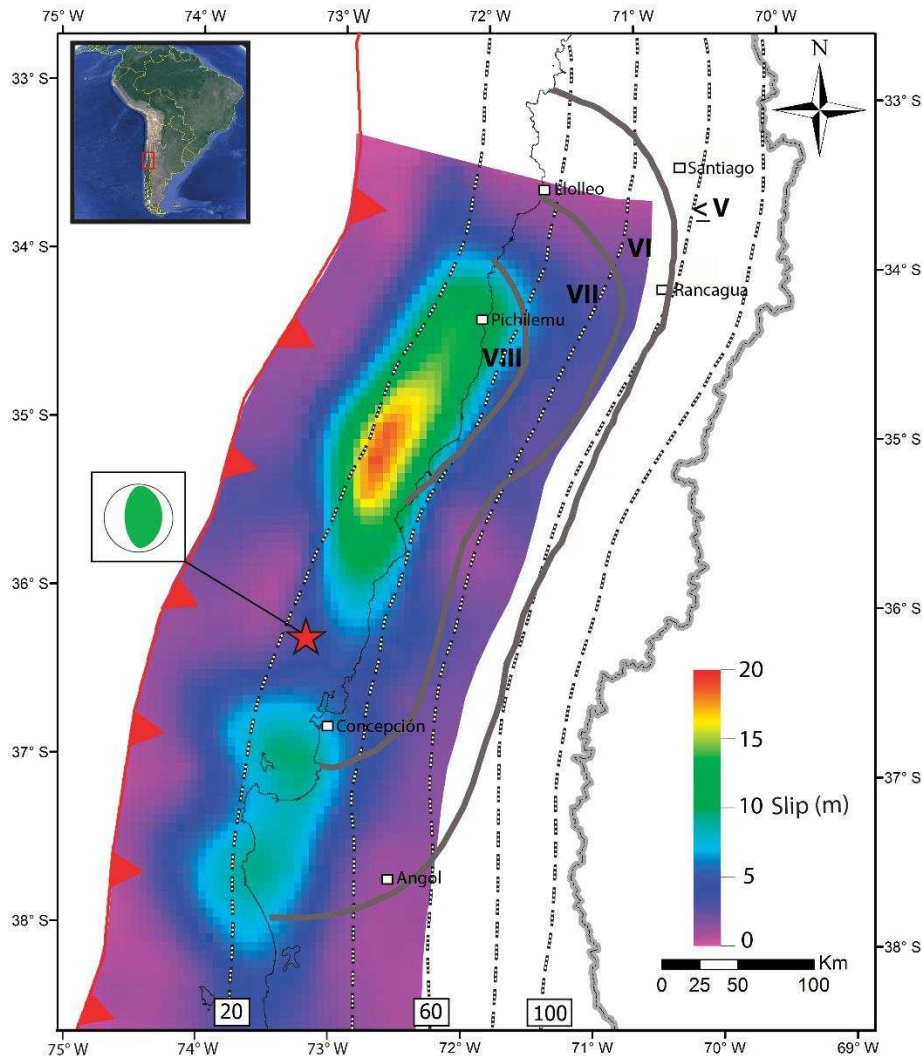 75° W 74° W 73° W 72° W 71° W 70° W
33° S
33° S
N
Santiago
Llolleo
≤ V
34° S
VI
34° S
VII
Rancagua
Pichilemu
VIII
35° S
35° S
36° S
36° S
20
Concepción
15
37° S
37° S
10 Slip (m)
5
Angol
38° S
0
38° S
Km
0 25 50 100
20 60 100
75° W 74° W 73° W 72° W 71° W 70° W 69° W